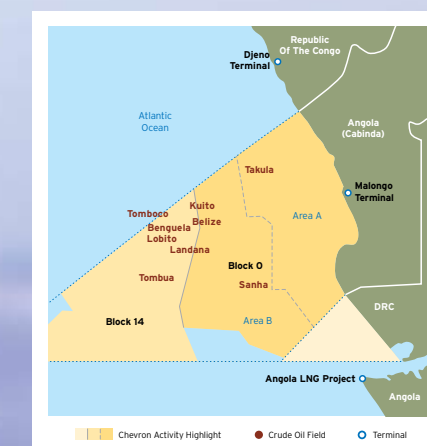 Republic
Of The Congo
Djeno
Terminal
Atlantic
Ocean
Angola
(Cabinda)
Takula
Malongo
Terminal
Kuito
Tomboco
Belize
Area A
Benguela
Lobito
Landana
Block 0
Tombua
Sanha
DRC
Block 14
Area B
Angola LNG Project
Angola
Chevron Activity Highlight
Crude Oil Field
Terminal